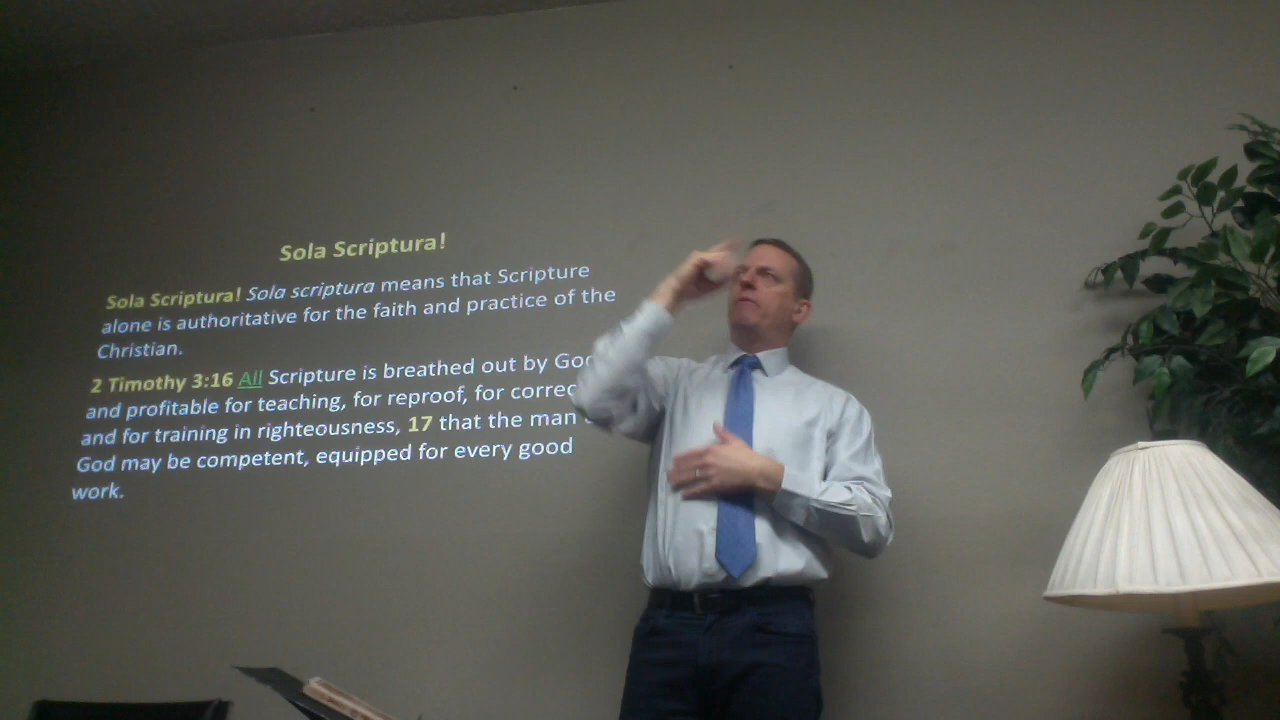 Sola Scriptura!
Sola Scriptura! Sola scriptura means that Scripture
alone is authoritative for the faith and practice of the
Christian.
2 Timothy 3:16 All Scripture is breathed out by Go
and profitable for teaching, for reproof, for correc
and for training in righteousness, 17 that the man
God may be competent, equipped for every good
work.